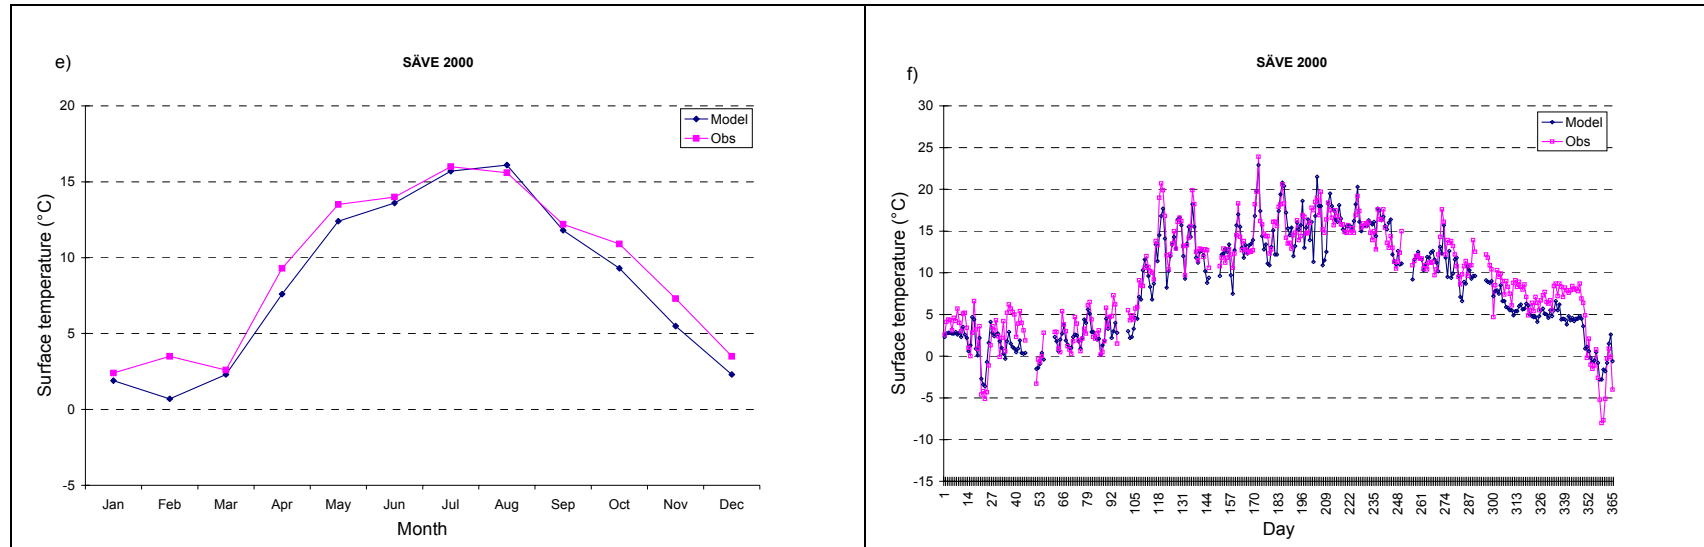 e)
SÄVE 2000
Surface temperature (°C)
20
15
10
5
0
-5
Model
Obs
Jan Feb Mar Apr May Jun Jul Aug Sep Oct Nov Dec
Month
f)
SÄVE 2000
Surface temperature (°C)
30
25
20
15
10
5
0
-5
-10
-15
Model
Obs
1 14 27 40 53 66 79 92 105 118 131 144 157 170 183 196 209 222 235 248 261 274 287 300 313 326 339 352 365
Day